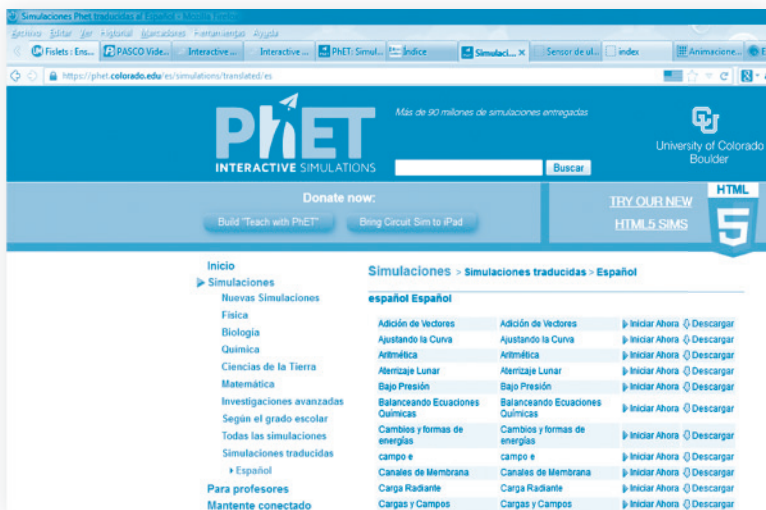 Simulaciones Phet traducidas al Español - Mozilla Firefox
Archivo Editar Ver Historial Marcadores Herramientas Ayuda
Fislets : Ens... PASCO Vide... Interactive ... Interactive ... PhET: Simul... Índice Simulaci... X Sensor de ul... index Animacione...
https://phet.colorado.edu/es/simulations/translated/es
PhET
INTERACTIVE SIMULATIONS
Más de 90 millones de simulaciones entregadas
Buscar
University of Colorado
Boulder
Donate now:
Build "Teach with PhET" Bring Circuit Sim to iPad
TRY OUR NEW
HTML5 SIMS
HTML
5
Inicio
Simulaciones
Nuevas Simulaciones
Física
Biología
Química
Ciencias de la Tierra
Matemática
Investigaciones avanzadas
Según el grado escolar
Todas las simulaciones
Simulaciones traducidas
Español
Para profesores
Mantente conectado
Simulaciones > Simulaciones traducidas > Español
español Español
Adición de Vectores Adición de Vectores Iniciar Ahora Descargar
Ajustando la Curva Ajustando la Curva Iniciar Ahora Descargar
Aritmética Aritmética Iniciar Ahora Descargar
Aterrizaje Lunar Aterrizaje Lunar Iniciar Ahora Descargar
Bajo Presión Bajo Presión Iniciar Ahora Descargar
Balanceando Ecuaciones Balanceando Ecuaciones
Químicas Químicas Iniciar Ahora Descargar
Cambios y formas de Cambios y formas de
energías energías Iniciar Ahora Descargar
campo e campo e Iniciar Ahora Descargar
Canales de Membrana Canales de Membrana Iniciar Ahora Descargar
Carga Radiante Carga Radiante Iniciar Ahora Descargar
Cargas y Campos Cargas y Campos Iniciar Ahora Descargar